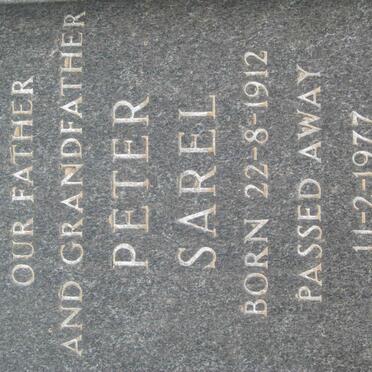 OUR FATHER
AND GRANDFATHER
PETER
SAREL
BORN 22-8-1912
PASSED AWAY
11-2-1977